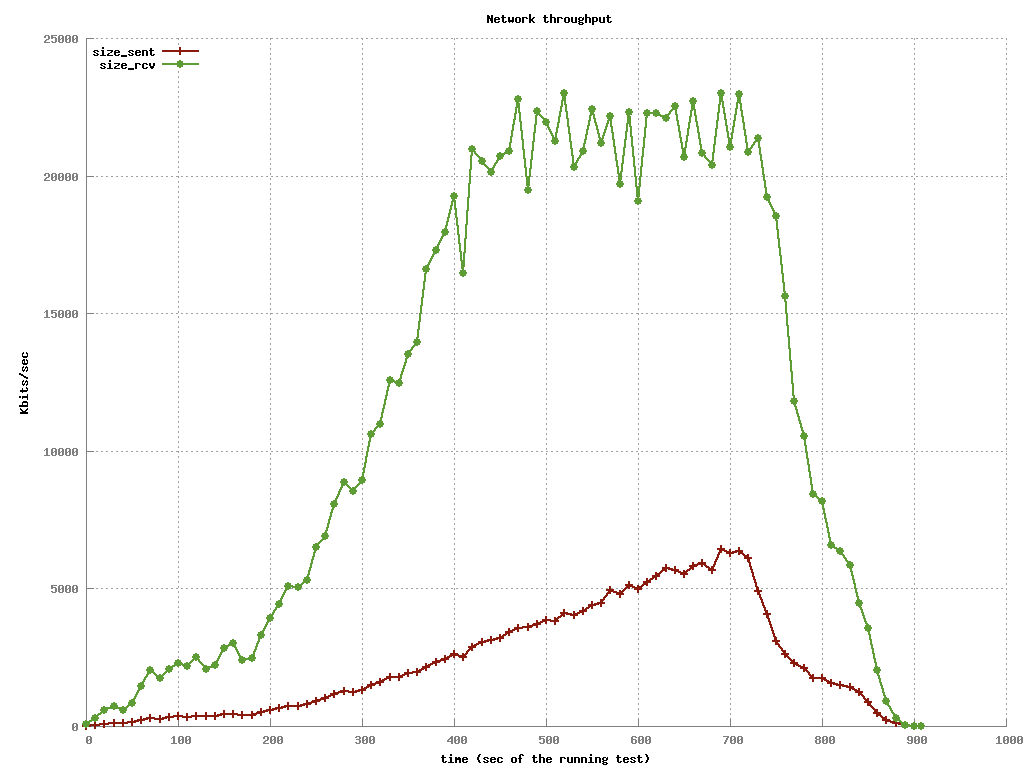 Network throughput
size_sent
size_rcv
25000
20000
15000
10000
5000
0
Kbits/sec
0 100 200 300 400 500 600 700 800 900 1000
time (sec of the running test)